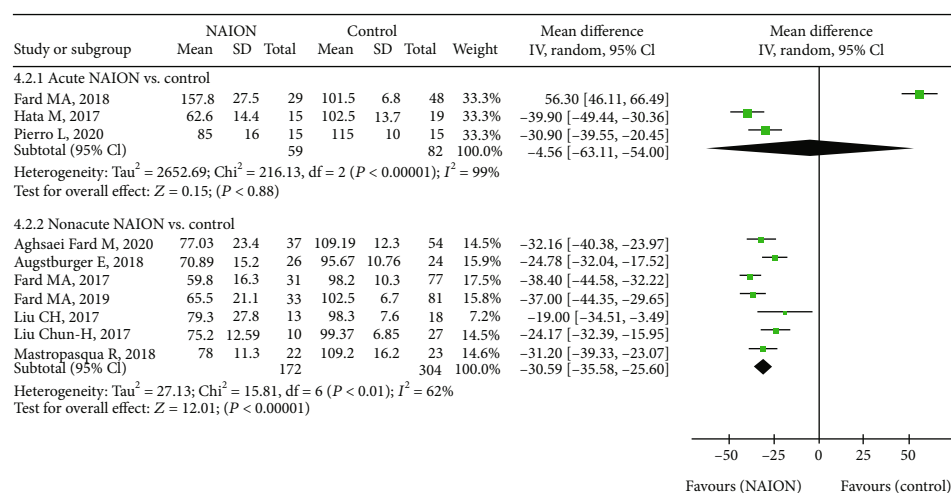 NAION Control Mean difference Mean difference
Study or subgroup Mean SD Total Mean SD Total Weight IV, random, 95% Cl IV, random, 95% Cl
4.2.1 Acute NAION vs. control
Fard MA, 2018 157.8 27.5 29 101.5 6.8 48 33.3% 56.30 [46.11, 66.49]
Hata M, 2017 62.6 14.4 15 102.5 13.7 19 33.3% −39.90 [−49.44, −30.36]
Pierro L, 2020 85 16 15 115 10 15 33.3% −30.90 [−39.55, −20.45]
Subtotal (95% Cl) 59 82 100.0% −4.56 [−63.11, −54.00]
Heterogeneity: Tau² = 2652.69; Chi² = 216.13, df = 2 (P < 0.00001); I² = 99%
Test for overall effect: Z = 0.15; (P < 0.88)
4.2.2 Nonacute NAION vs. control
Aghsaei Fard M, 2020 77.03 23.4 37 109.19 12.3 54 14.5% −32.16 [−40.38, −23.97]
Augstburger E, 2018 70.89 15.2 26 95.67 10.76 24 15.9% −24.78 [−32.04, −17.52]
Fard MA, 2017 59.8 16.3 31 98.2 10.3 77 17.5% −38.40 [−44.58, −32.22]
Fard MA, 2019 65.5 21.1 33 102.5 6.7 81 15.8% −37.00 [−44.35, −29.65]
Liu CH, 2017 79.3 27.8 13 98.3 7.6 18 7.2% −19.00 [−34.51, −3.49]
Liu Chun-H, 2017 75.2 12.59 10 99.37 6.85 27 14.5% −24.17 [−32.39, −15.95]
Mastropasqua R, 2018 78 11.3 22 109.2 16.2 23 14.6% −31.20 [−39.33, −23.07]
Subtotal (95% Cl) 172 304 100.0% −30.59 [−35.58, −25.60]
Heterogeneity: Tau² = 27.13; Chi² = 15.81, df = 6 (P < 0.01); I² = 62%
Test for overall effect: Z = 12.01; (P < 0.00001)
−50 −25 0 25 50
Favours (NAION) Favours (control)